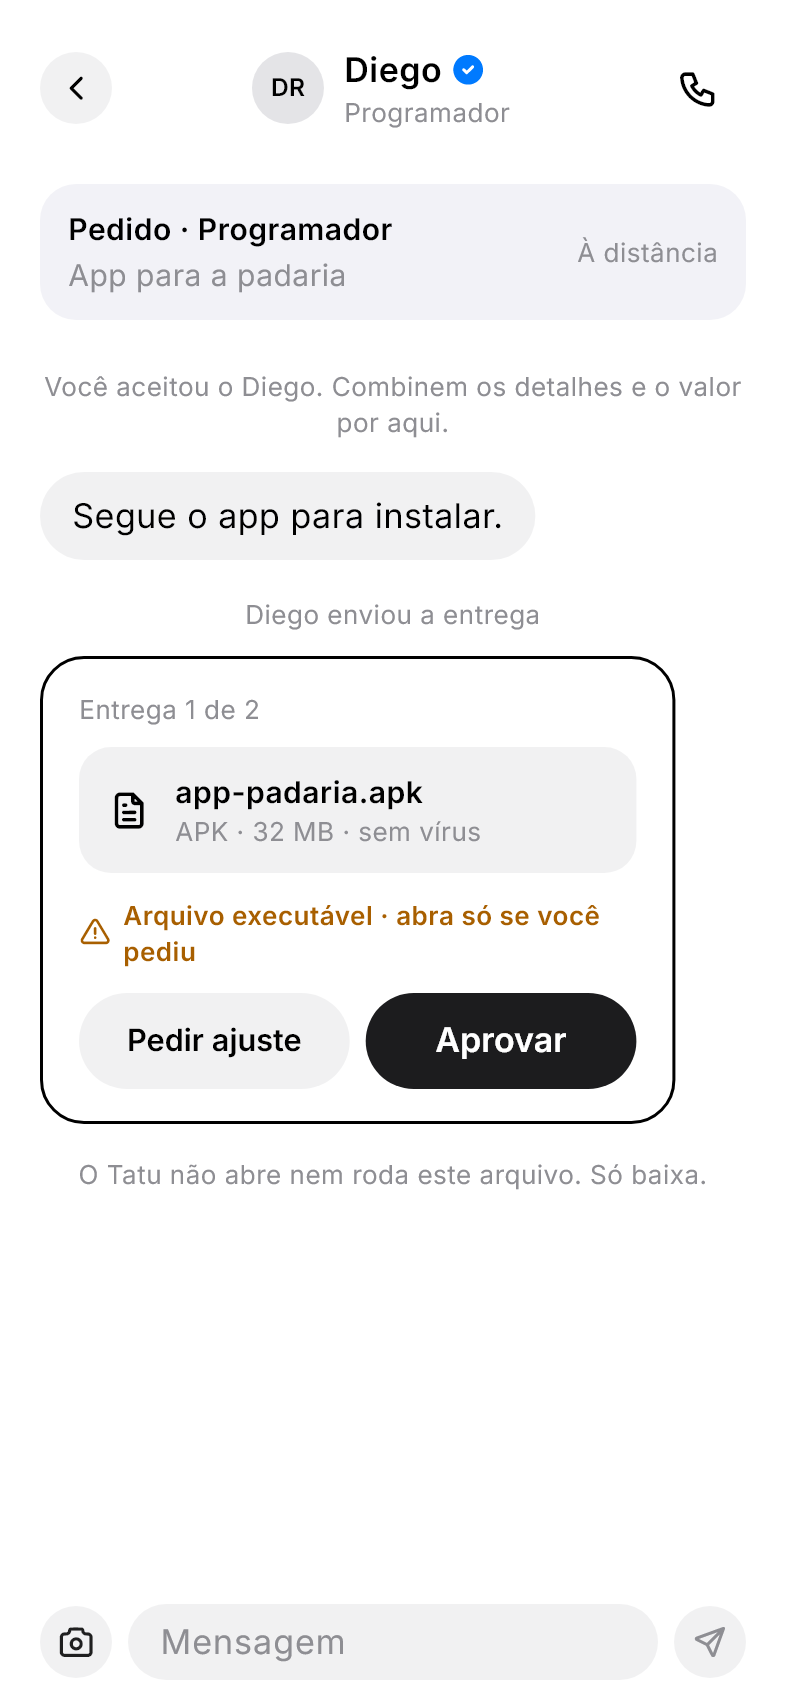 DR
Diego
Programador
Pedido · Programador
App para a padaria
À distância
Você aceitou o Diego. Combinem os detalhes e o valor
por aqui.
Segue o app para instalar.
Diego enviou a entrega
Entrega 1 de 2
app-padaria.apk
APK · 32 MB · sem vírus
Arquivo executável · abra só se você
pediu
Pedir ajuste
Aprovar
O Tatu não abre nem roda este arquivo. Só baixa.
Mensagem